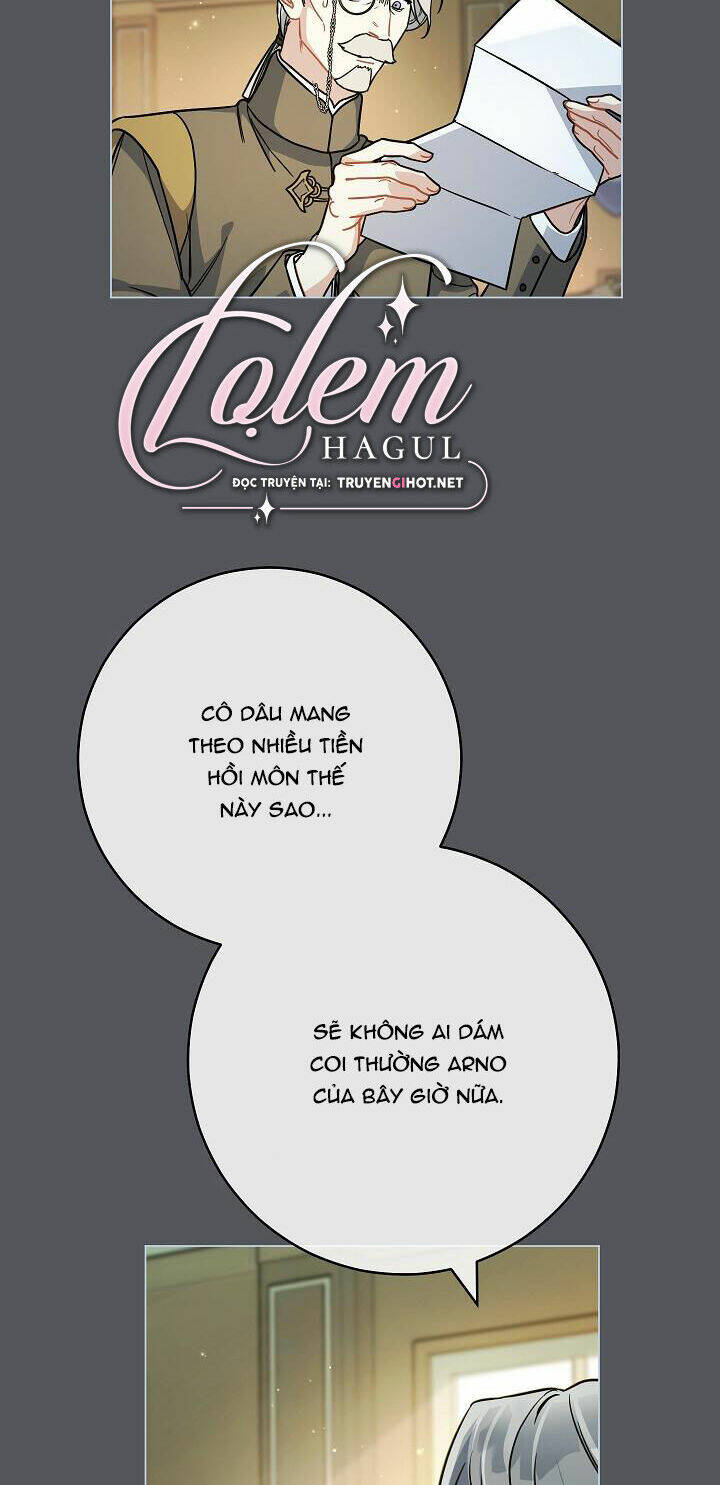 Lọlem
HAGUL
ĐỌC TRUYỆN TẠI: TRUYENGIHOT.NET
CÔ DÂU MANG
THEO NHIỀU TIỀN
HỒI MÔN THẾ
NÀY SAO...
SẼ KHÔNG AI DÁM
COI THƯỜNG ARNO
CỦA BÂY GIỜ NỮA.